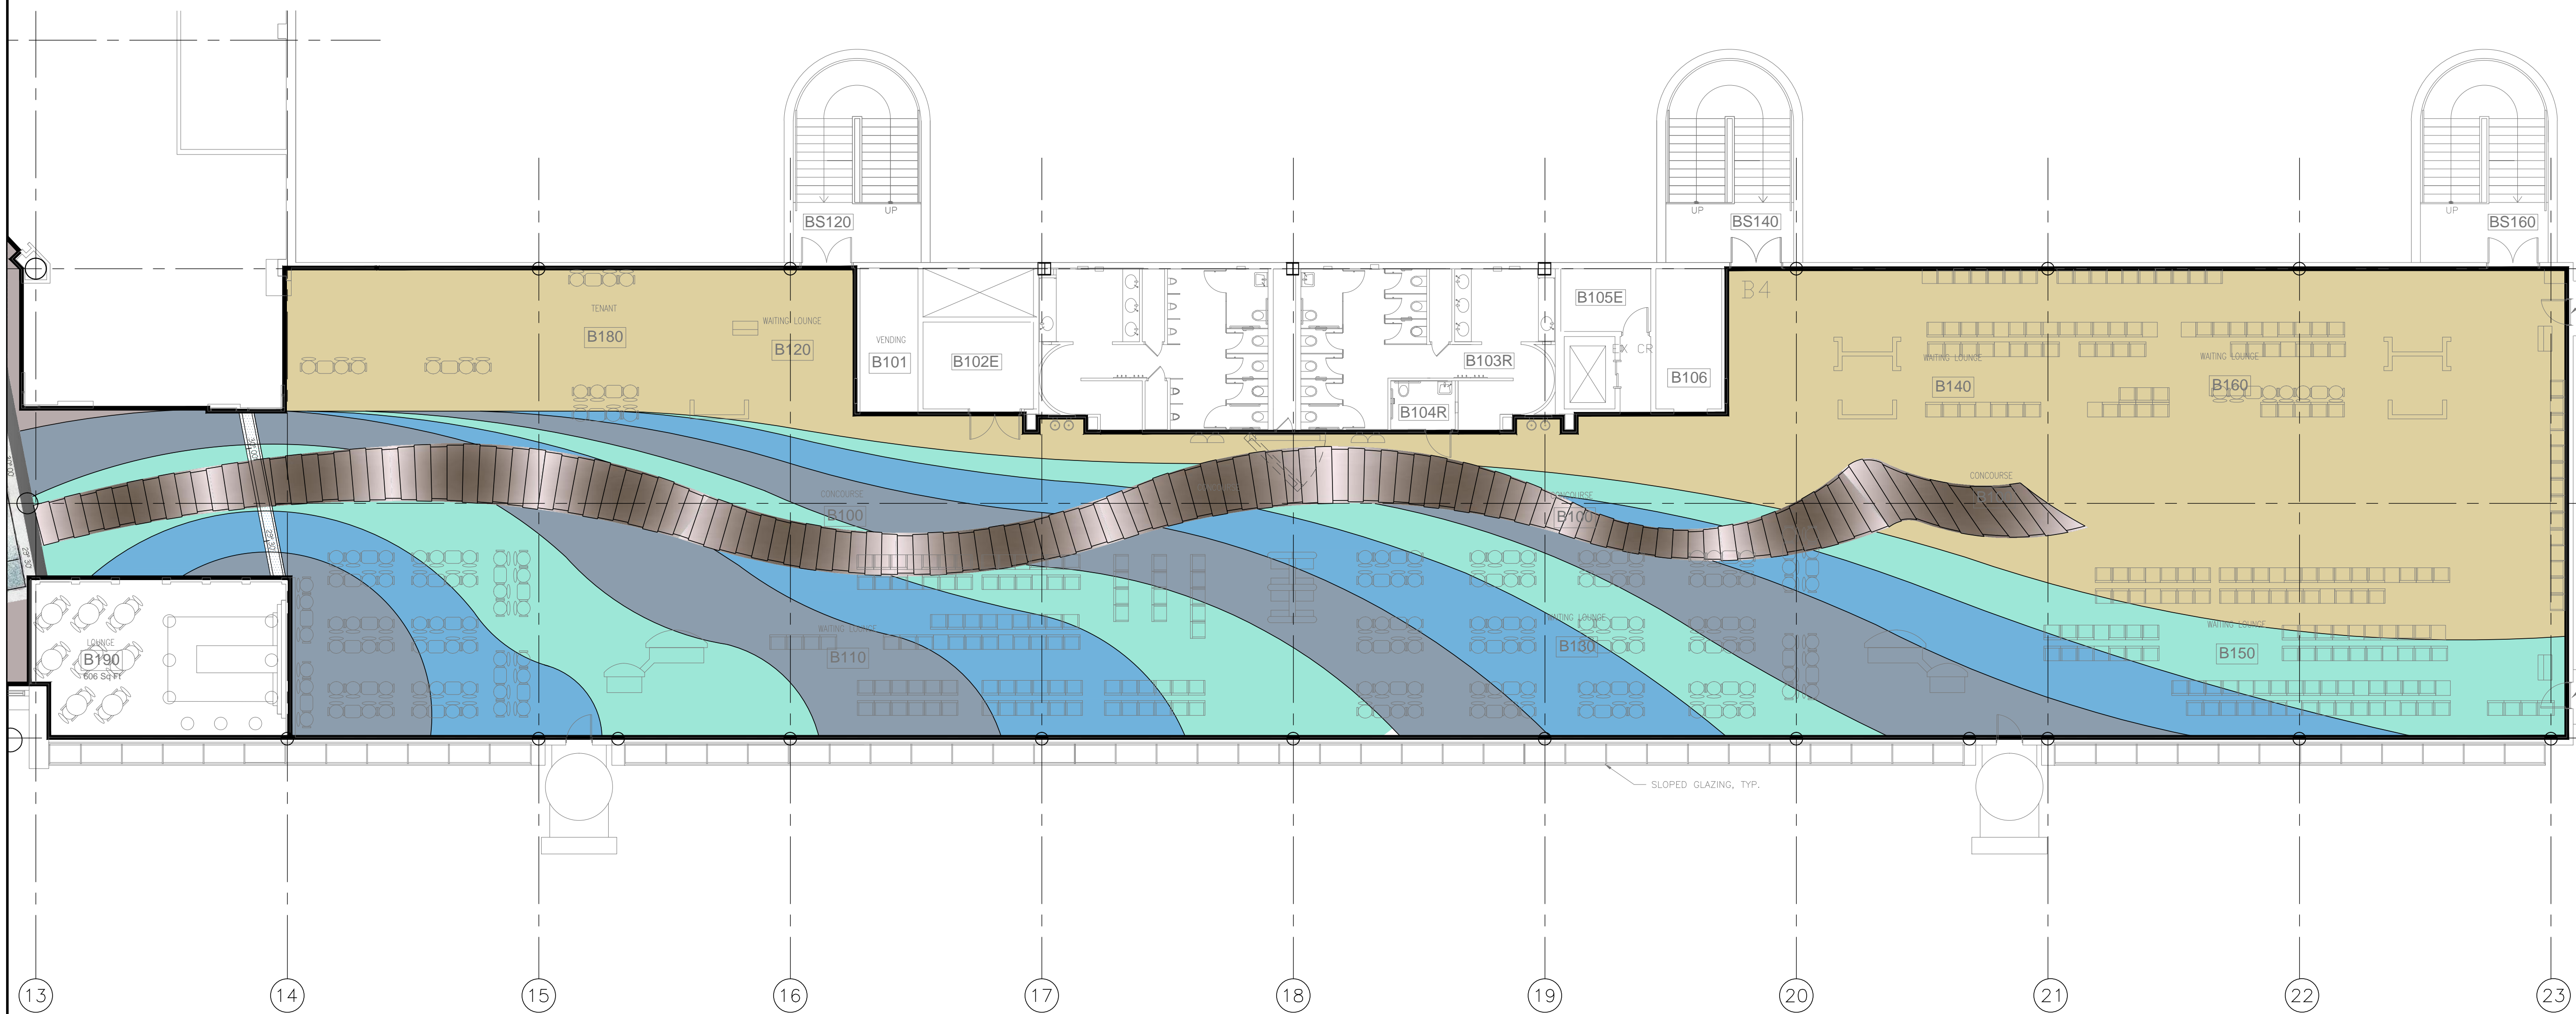 BS120
UP
UP
BS140
UP
BS160
TENANT
B180
WAITING LOUNGE
B120
VENDING
B101
B102E
B103R
B104R
B105E
EX CR
B106
B4
WAITING LOUNGE
B140
WAITING LOUNGE
B160
CONCOURSE
B100
CONCOURSE
B100
CONCOURSE
LOUNGE
B190
606 Sq Ft
WAITING LOUNGE
B110
WAITING LOUNGE
B130
WAITING LOUNGE
B150
SLOPED GLAZING, TYP.
13
14
15
16
17
18
19
20
21
22
23